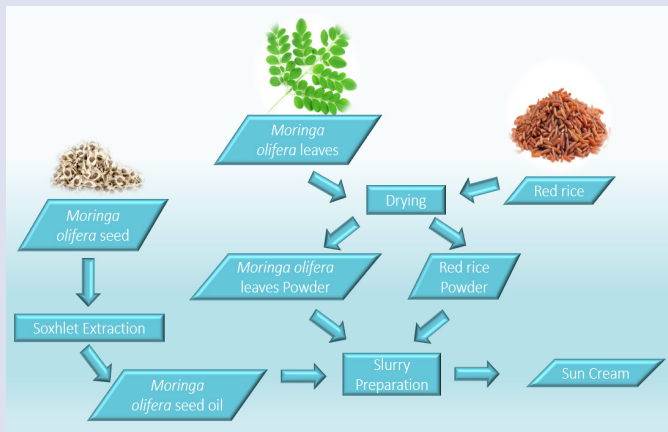 Moringa
olifera leaves
Red rice
Drying
Moringa
olifera seed
Moringa olifera
leaves Powder
Red rice
Powder
Soxhlet Extraction
Slurry
Preparation
Sun Cream
Moringa
olifera seed oil